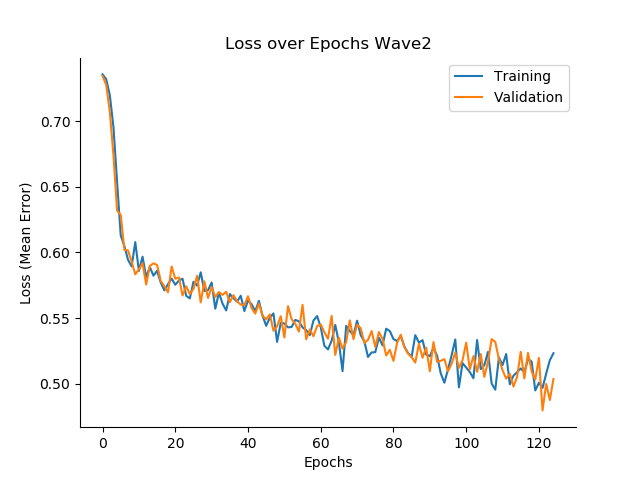 Loss over Epochs Wave2
Training
Validation
0.70
0.65
0.60
0.55
0.50
Loss (Mean Error)
0 20 40 60 80 100 120
Epochs